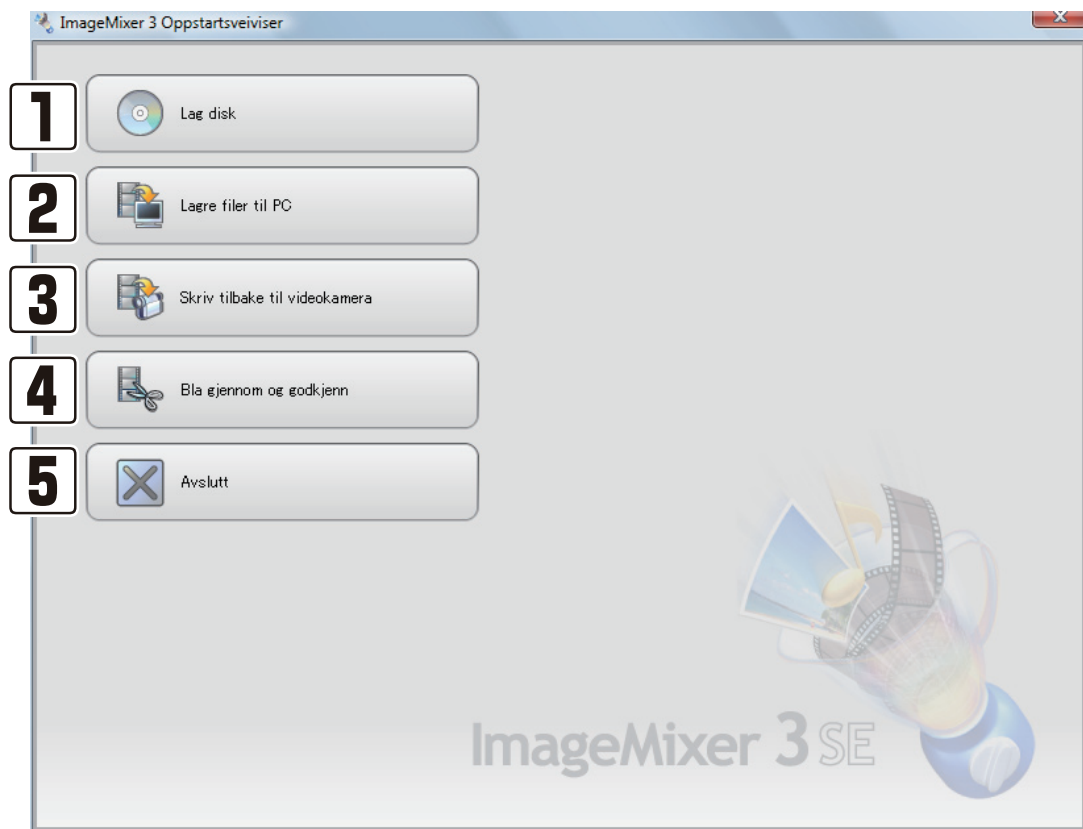 ImageMixer 3 Oppstartsveiviser
1 Lag disk
2 Lagre filer til PC
3 Skriv tilbake til videokamera
4 Bla gjennom og godkjenn
5 Avslutt
ImageMixer 3 SE